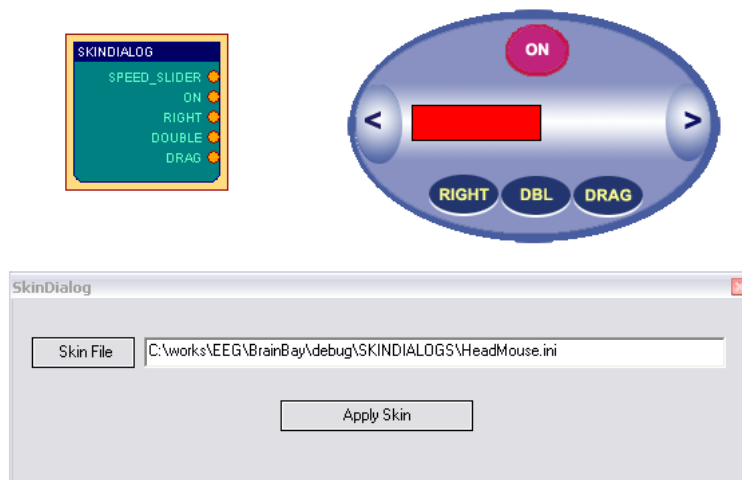 SKINDIALOG
SPEED_SLIDER
ON
RIGHT
DOUBLE
DRAG
ON
< >
RIGHT DBL DRAG
SkinDialog
Skin File C:\works\EEG\BrainBay\debug\SKINDIALOGS\HeadMouse.ini
Apply Skin